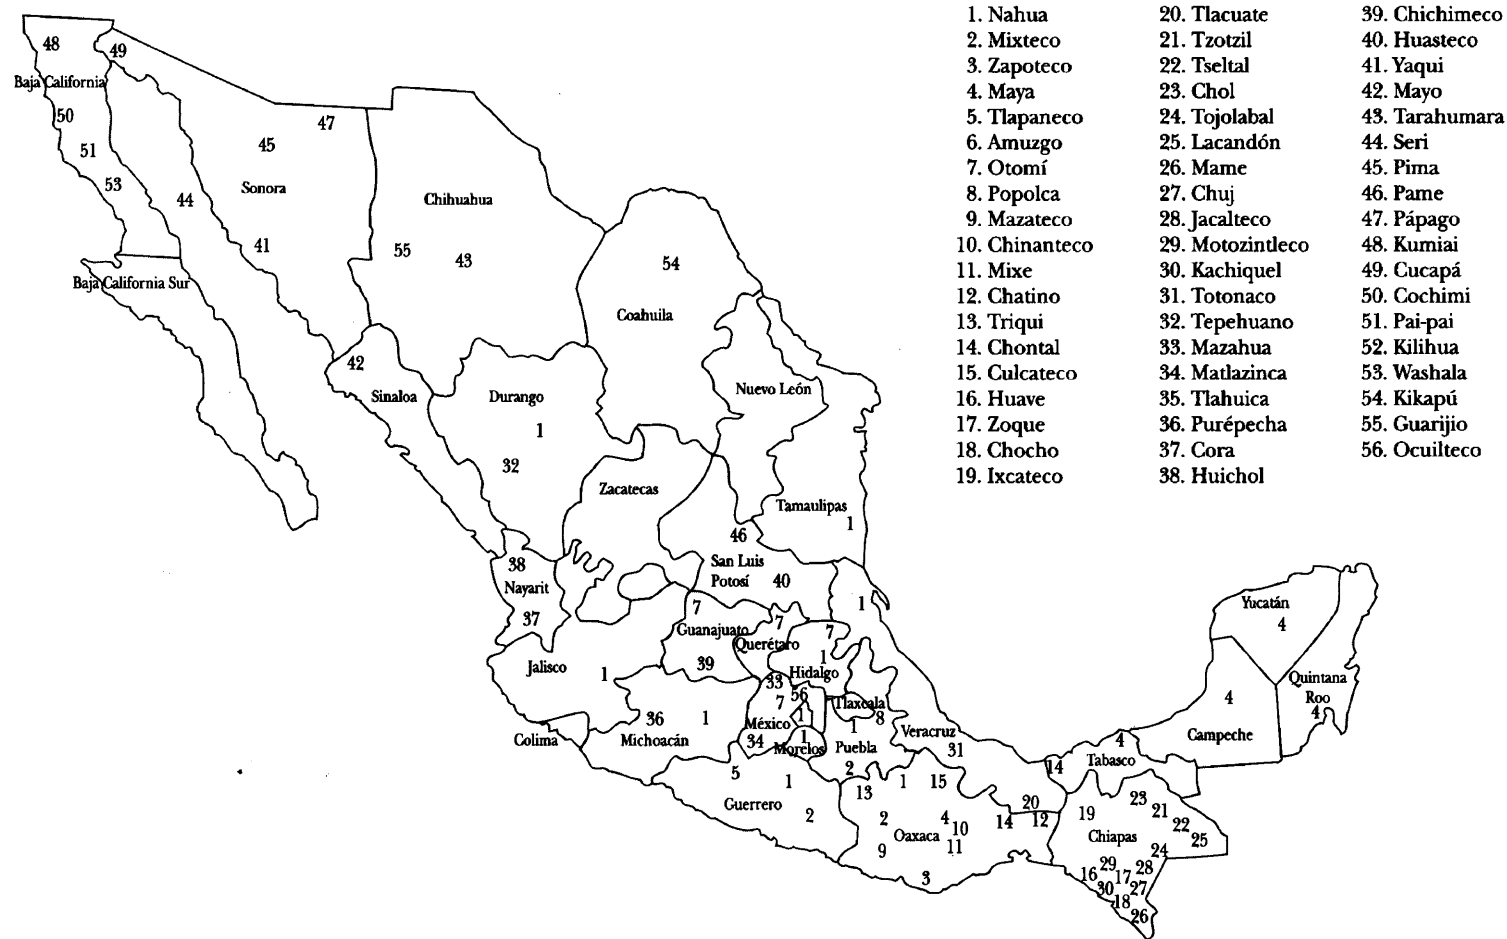 1. Nahua
2. Mixteco
3. Zapoteco
4. Maya
5. Tlapaneco
6. Amuzgo
7. Otomí
8. Popolca
9. Mazateco
10. Chinanteco
11. Mixe
12. Chatino
13. Triqui
14. Chontal
15. Culcateco
16. Huave
17. Zoque
18. Chocho
19. Ixcateco
20. Tlacuate
21. Tzotzil
22. Tseltal
23. Chol
24. Tojolabal
25. Lacandón
26. Mame
27. Chuj
28. Jacalteco
29. Motozintleco
30. Kachiquel
31. Totonaco
32. Tepehuano
33. Mazahua
34. Matlazinca
35. Tlahuica
36. Purépecha
37. Cora
38. Huichol
39. Chichimeco
40. Huasteco
41. Yaqui
42. Mayo
43. Tarahumara
44. Seri
45. Pima
46. Pame
47. Pápago
48. Kumiai
49. Cucapá
50. Cochimi
51. Pai-pai
52. Kilihua
53. Washala
54. Kikapú
55. Guarijio
56. Ocuilteco
48
49
Baja California
50
51
53
47
45
Sonora
44
41
Baja California Sur
Chihuahua
55
43
54
Coahuila
42
Sinaloa
Durango
1
32
Nuevo León
Zacatecas
Tamaulipas
1
46
San Luis
Potosí
40
38
Nayarit
37
Jalisco
1
7
Guanajuato
39
7
Querétaro
7
1
Hidalgo
1
33
56
7
1
México
34
1
Morelos
Tlaxcala
8
1
Puebla
2
Veracruz
31
Colima
36
1
Michoacán
5
1
Guerrero
2
13
1
15
2
4
10
Oaxaca
11
9
3
14
20
12
14
4
Tabasco
Yucatán
4
Quintana
Roo
4
4
Campeche
23
19
21
22
Chiapas
25
24
29
28
16
17
30
27
18
26